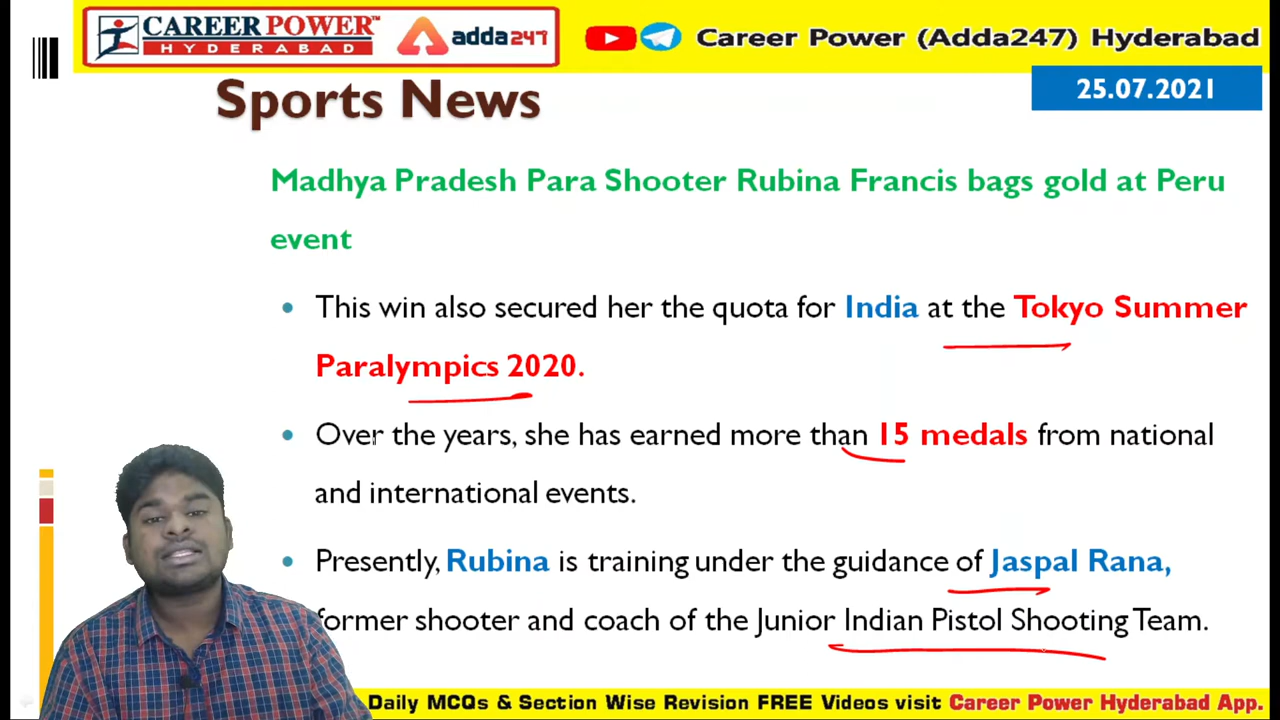 CAREER POWER™
HYDERABAD
adda247
Career Power (Adda247) Hyderabad
Sports News
25.07.2021
Madhya Pradesh Para Shooter Rubina Francis bags gold at Peru
event
• This win also secured her the quota for India at the Tokyo Summer
Paralympics 2020.
• Over the years, she has earned more than 15 medals from national
and international events.
• Presently, Rubina is training under the guidance of Jaspal Rana,
former shooter and coach of the Junior Indian Pistol Shooting Team.
Daily MCQs & Section Wise Revision FREE Videos visit Career Power Hyderabad App.